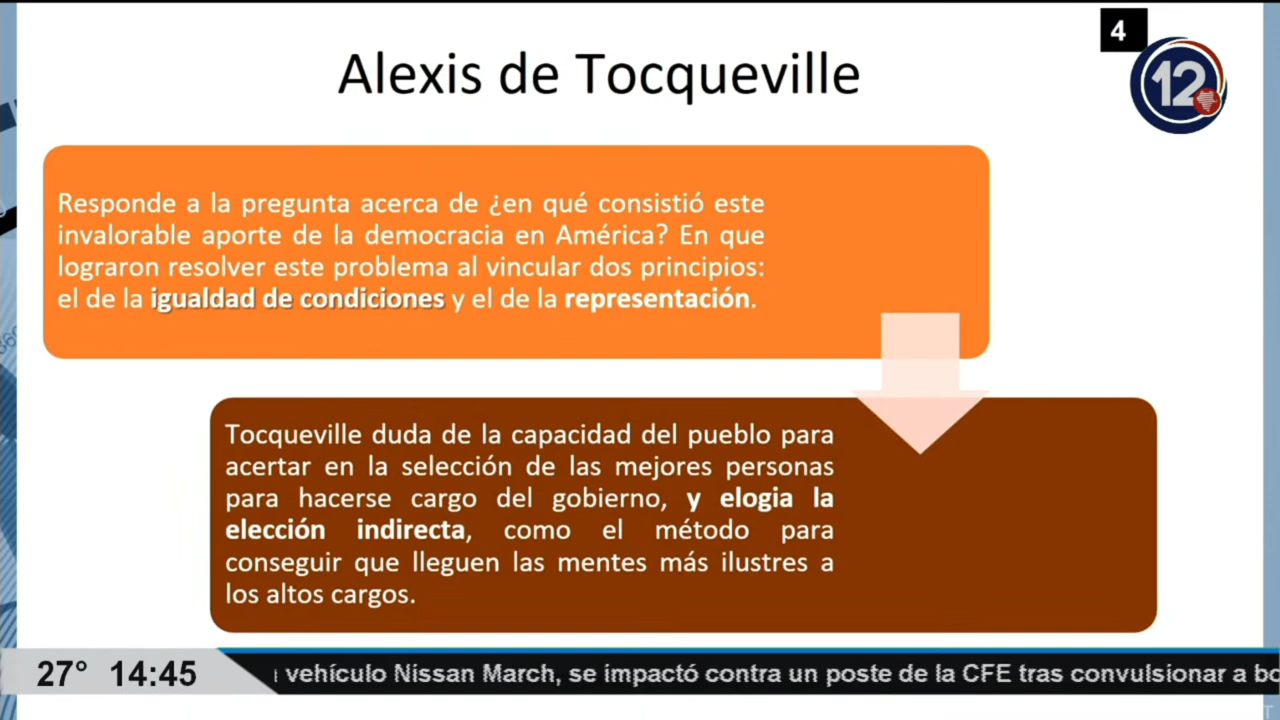 4
Alexis de Tocqueville
12
Responde a la pregunta acerca de ¿en qué consistió este
invalorable aporte de la democracia en América? En que
lograron resolver este problema al vincular dos principios:
el de la igualdad de condiciones y el de la representación.
Tocqueville duda de la capacidad del pueblo para
acertar en la selección de las mejores personas
para hacerse cargo del gobierno, y elogia la
elección indirecta, como el método para
conseguir que lleguen las mentes más ilustres a
los altos cargos.
27° 14:45
vehículo Nissan March, se impactó contra un poste de la CFE tras convulsionar a